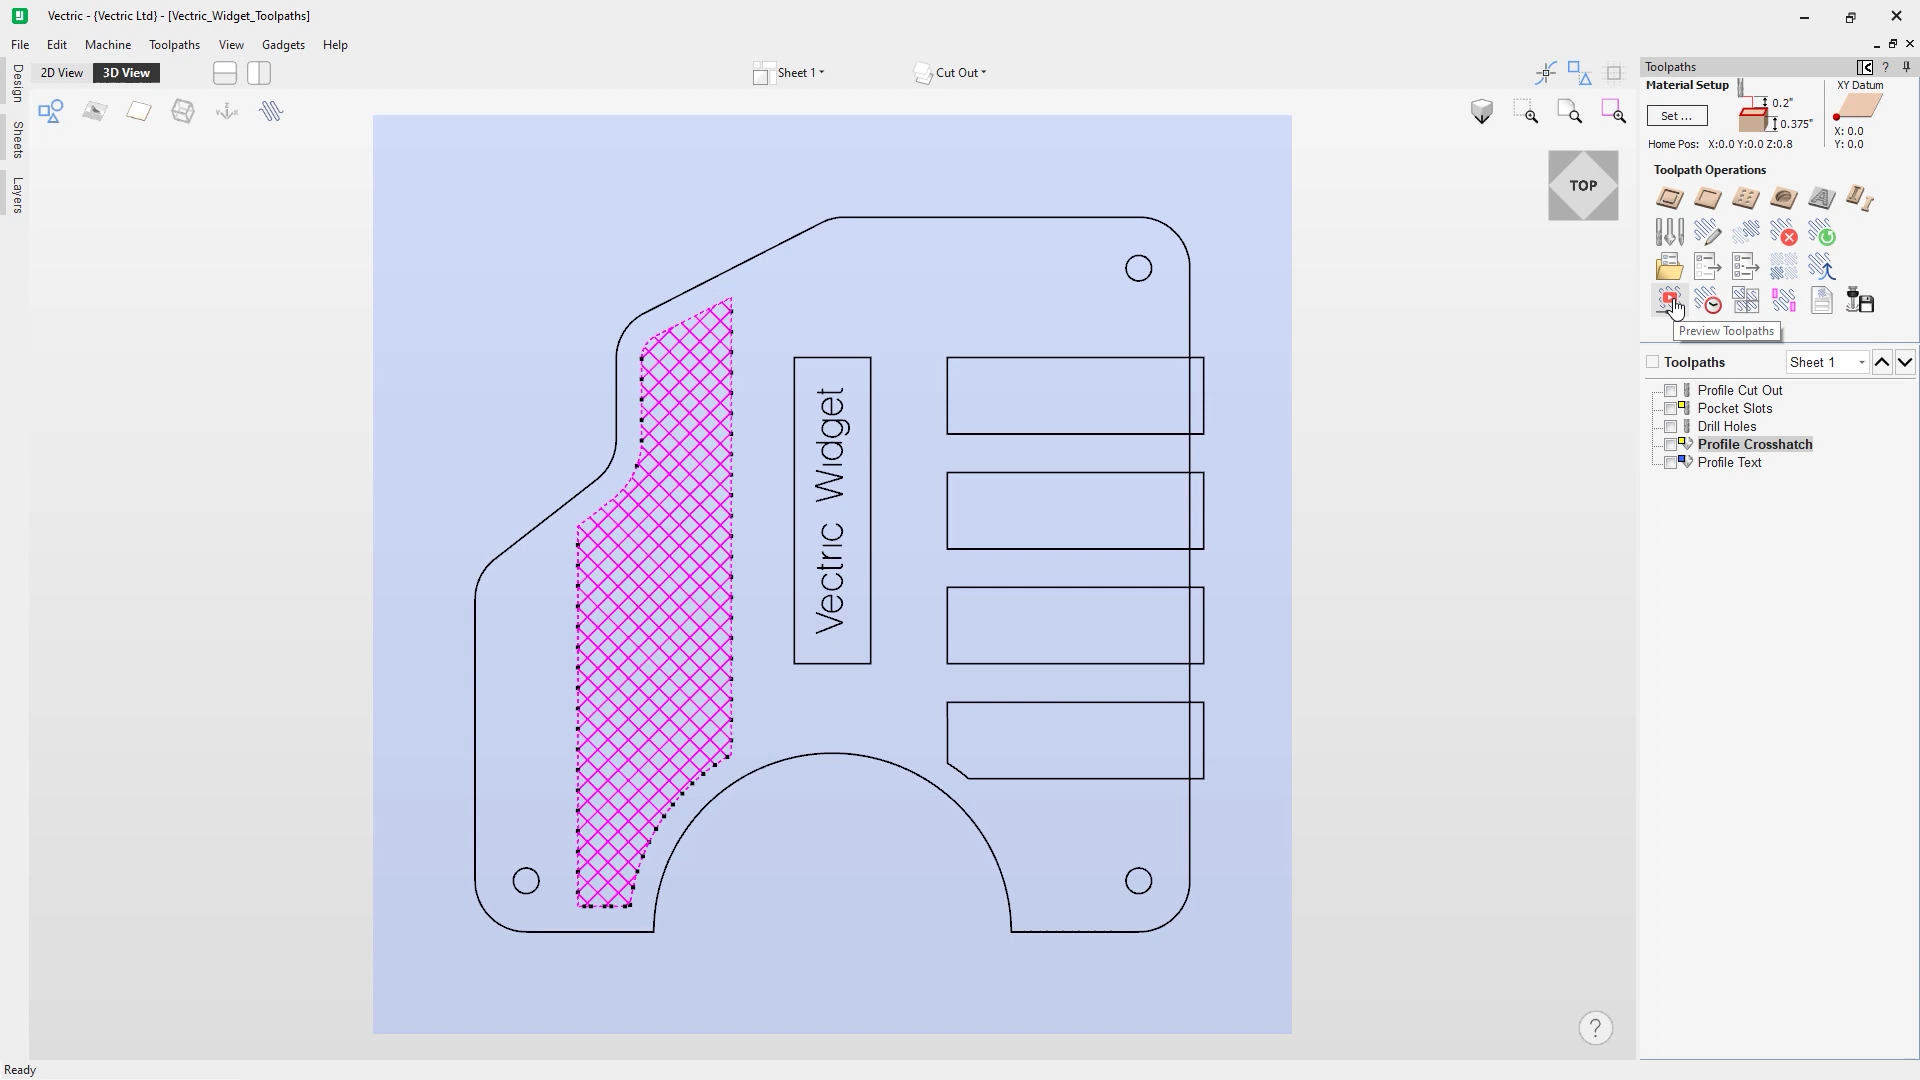 Vectric - {Vectric Ltd} - [Vectric_Widget_Toolpaths]
File Edit Machine Toolpaths View Gadgets Help
2D View 3D View Sheet 1 Cut Out
Design
Sheets
Layers
TOP
Vectric Widget
Toolpaths
Material Setup
Set ...
0.2"
0.375"
XY Datum
X: 0.0
Y: 0.0
Home Pos: X:0.0 Y:0.0 Z:0.8
Toolpath Operations
Preview Toolpaths
Toolpaths Sheet 1
Profile Cut Out
Pocket Slots
Drill Holes
Profile Crosshatch
Profile Text
?
Ready